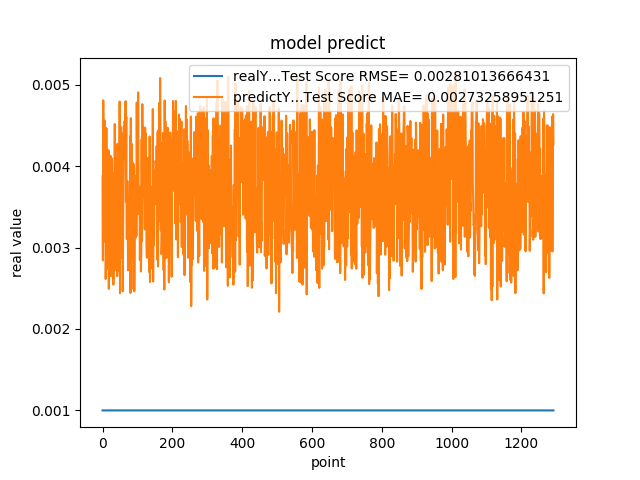 model predict
realY...Test Score RMSE= 0.00281013666431
predictY...Test Score MAE= 0.00273258951251
0.005
0.004
0.003
0.002
0.001
real value
0 200 400 600 800 1000 1200
point